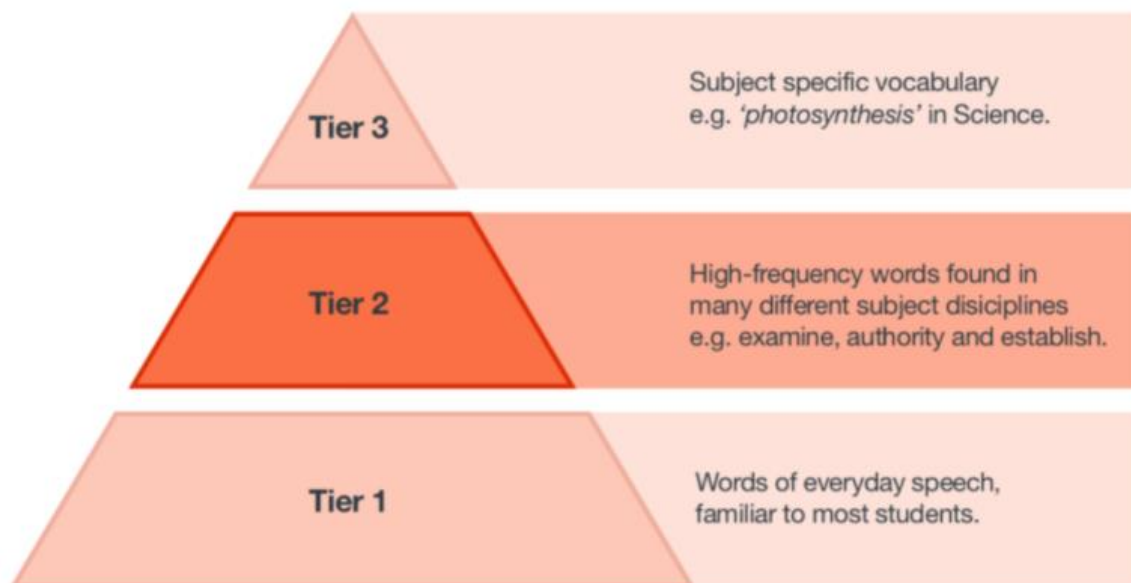 Tier 3
Subject specific vocabulary
e.g. ‘photosynthesis’ in Science.
Tier 2
High-frequency words found in
many different subject disiciplines
e.g. examine, authority and establish.
Tier 1
Words of everyday speech,
familiar to most students.